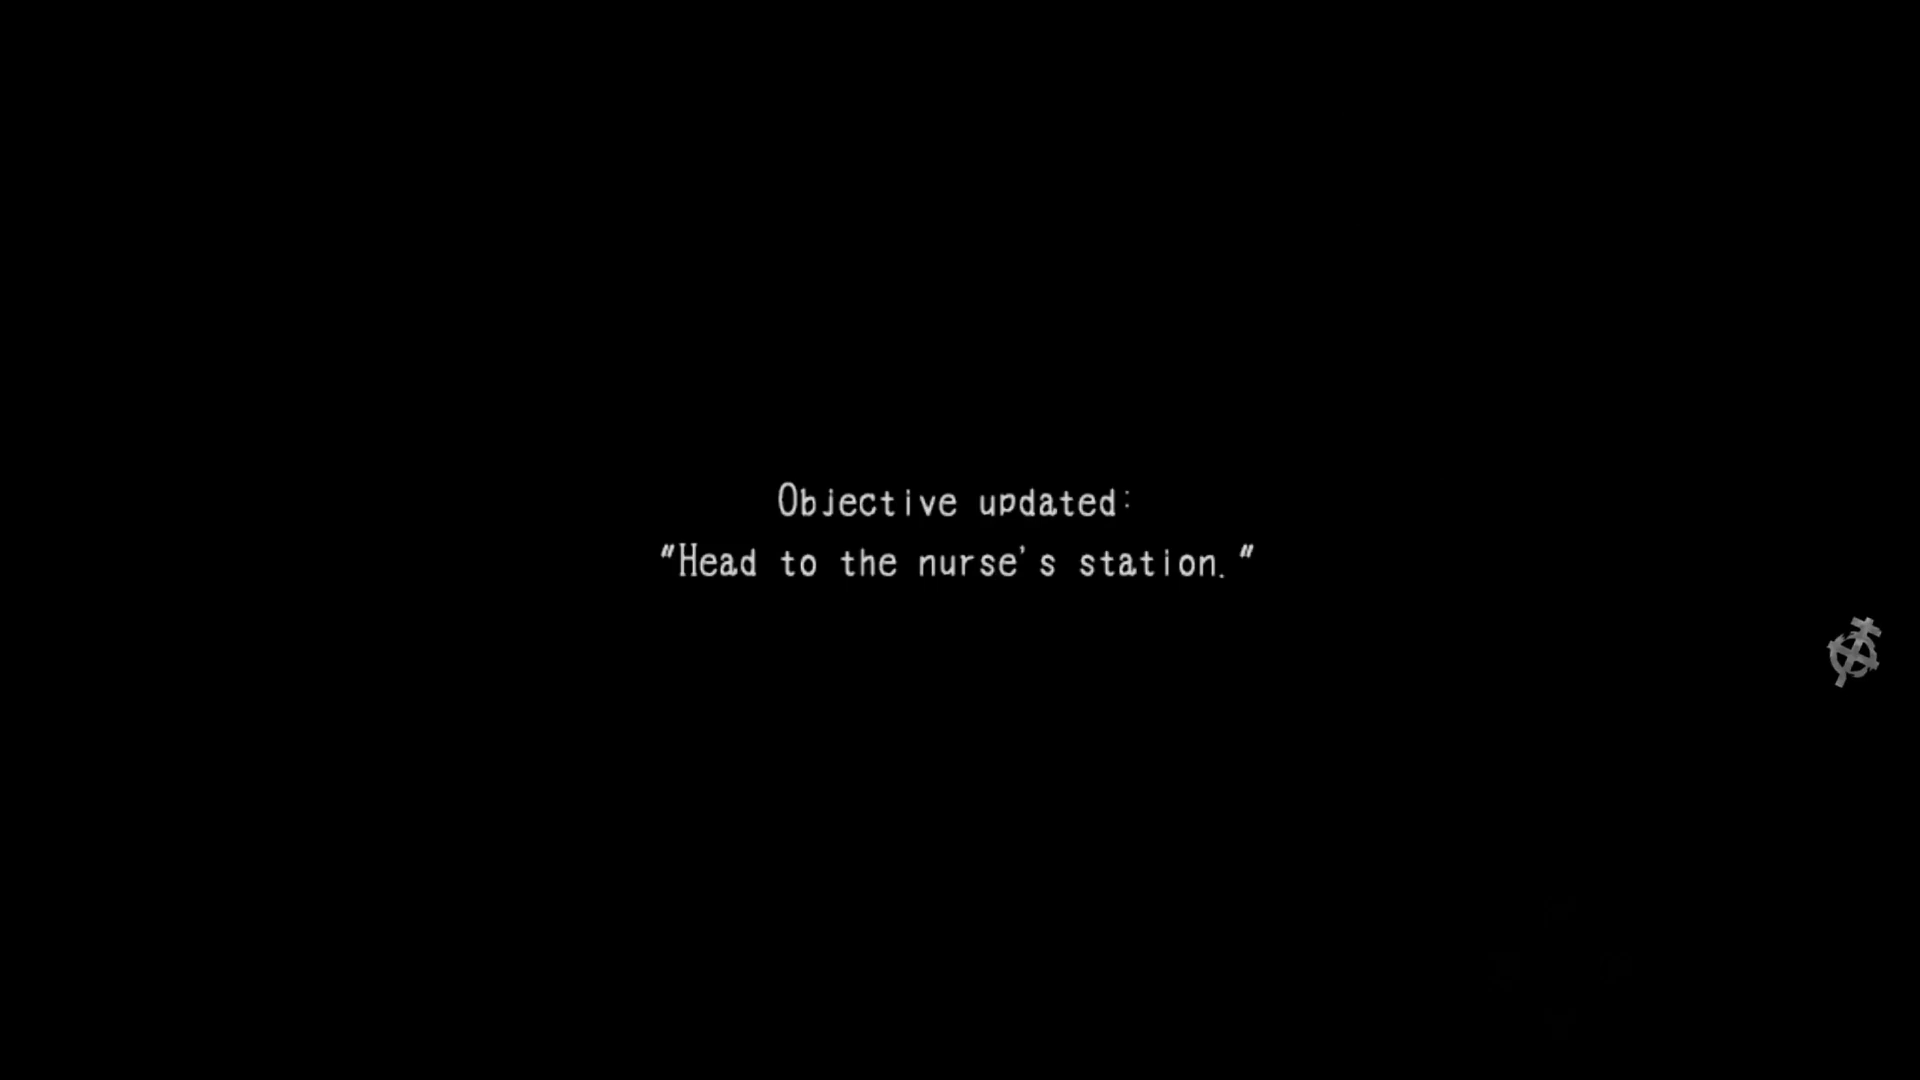 Objective updated:
"Head to the nurse's station."